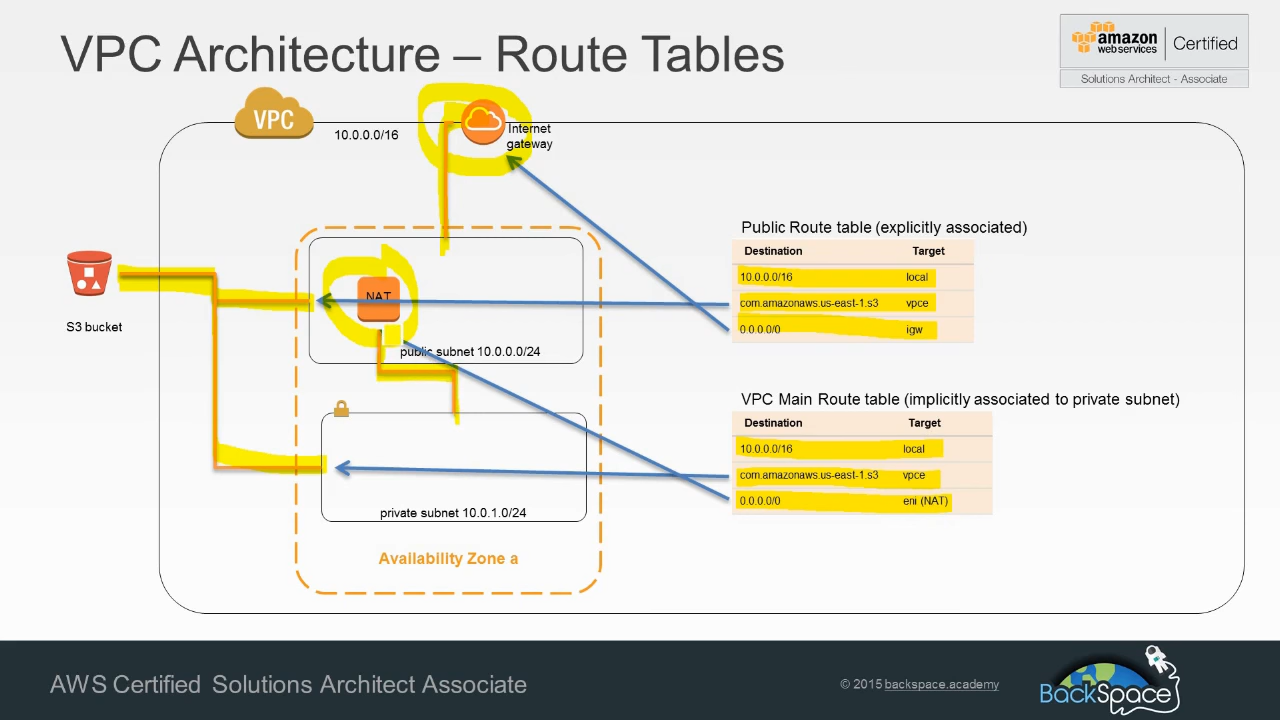 VPC Architecture – Route Tables
amazon
web services
Certified
Solutions Architect - Associate
VPC
10.0.0.0/16
Internet
gateway
S3 bucket
NAT
public subnet 10.0.0.0/24
private subnet 10.0.1.0/24
Availability Zone a
Public Route table (explicitly associated)
Destination Target
10.0.0.0/16 local
com.amazonaws.us-east-1.s3 vpce
0.0.0.0/0 igw
VPC Main Route table (implicitly associated to private subnet)
Destination Target
10.0.0.0/16 local
com.amazonaws.us-east-1.s3 vpce
0.0.0.0/0 eni (NAT)
AWS Certified Solutions Architect Associate
© 2015 backspace.academy
BackSpace